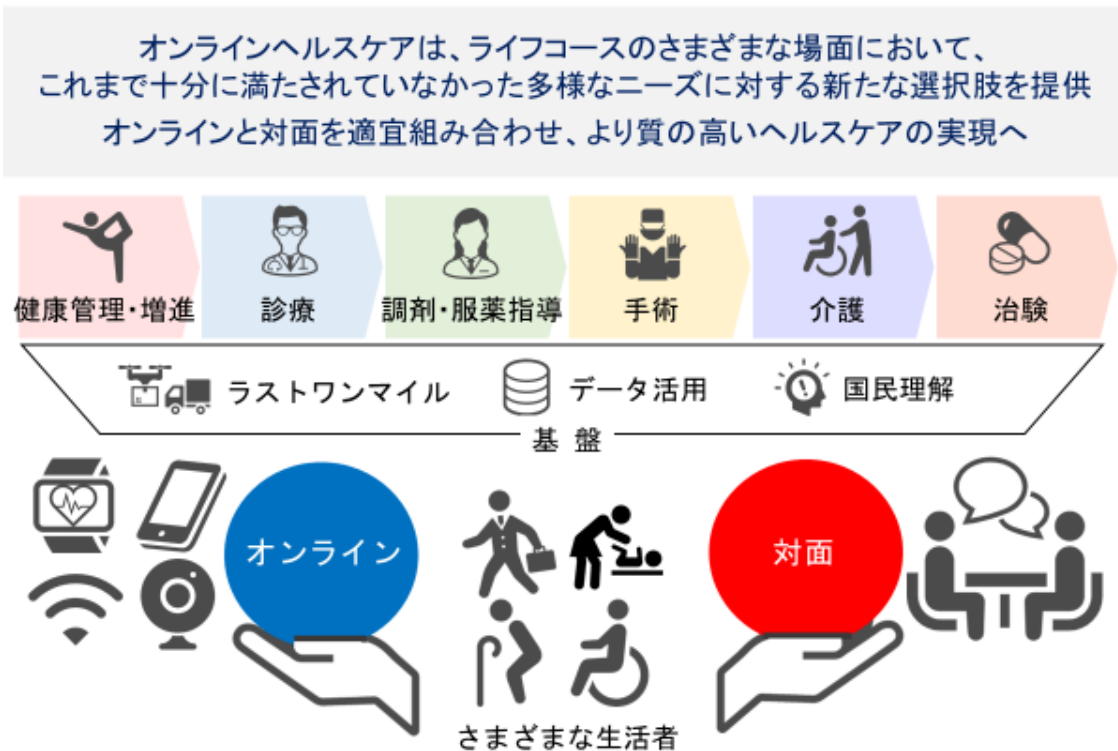 オンラインヘルスケアは、ライフコースのさまざまな場面において、
これまで十分に満たされていなかった多様なニーズに対する新たな選択肢を提供
オンラインと対面を適宜組み合わせ、より質の高いヘルスケアの実現へ
健康管理・増進
診療
調剤・服薬指導
手術
介護
治験
ラストワンマイル
データ活用
国民理解
基盤
オンライン
対面
さまざまな生活者